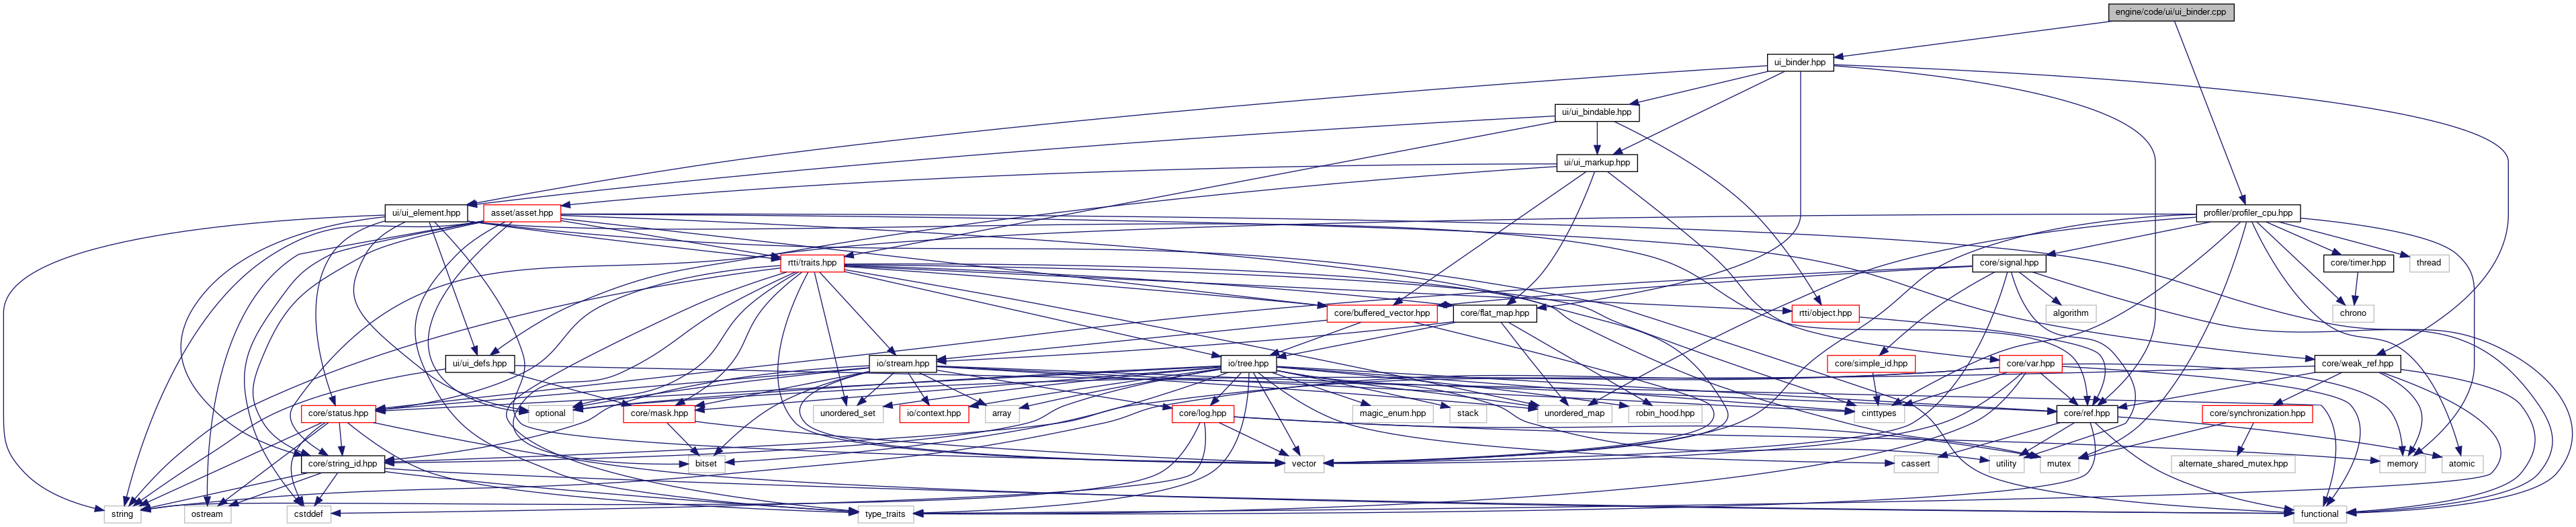 engine/code/ui/ui_binder.cpp
ui_binder.hpp
ui/ui_bindable.hpp
ui/ui_markup.hpp
ui/ui_element.hpp
asset/asset.hpp
profiler/profiler_cpu.hpp
rtti/traits.hpp
core/signal.hpp
core/timer.hpp
thread
core/buffered_vector.hpp
core/flat_map.hpp
rtti/object.hpp
algorithm
chrono
ui/ui_defs.hpp
io/stream.hpp
io/tree.hpp
core/simple_id.hpp
core/var.hpp
core/weak_ref.hpp
core/status.hpp
optional
core/mask.hpp
unordered_set
io/context.hpp
array
core/log.hpp
magic_enum.hpp
stack
unordered_map
robin_hood.hpp
cinttypes
core/ref.hpp
core/synchronization.hpp
core/string_id.hpp
bitset
vector
cassert
utility
mutex
alternate_shared_mutex.hpp
memory
atomic
string
ostream
cstddef
type_traits
functional